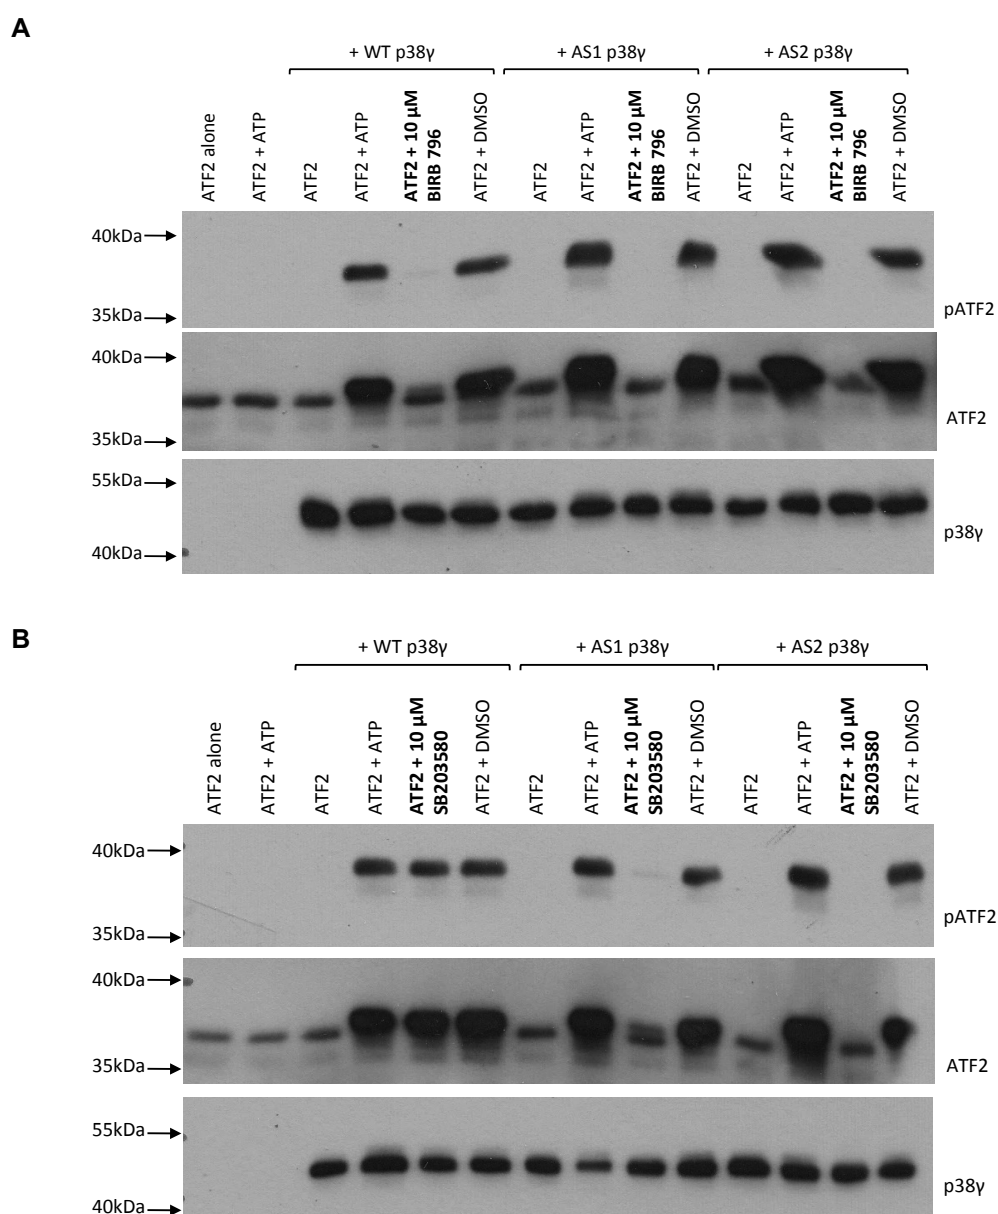 A
+ WT p38γ
+ AS1 p38γ
+ AS2 p38γ
ATF2 alone
ATF2 + ATP
ATF2
ATF2 + ATP
ATF2 + 10 µM
BIRB 796
ATF2 + DMSO
ATF2
ATF2 + ATP
ATF2 + 10 µM
BIRB 796
ATF2 + DMSO
ATF2
ATF2 + ATP
ATF2 + 10 µM
BIRB 796
ATF2 + DMSO
40kDa
35kDa
pATF2
40kDa
35kDa
ATF2
55kDa
40kDa
p38γ
B
+ WT p38γ
+ AS1 p38γ
+ AS2 p38γ
ATF2 alone
ATF2 + ATP
ATF2
ATF2 + ATP
ATF2 + 10 µM
SB203580
ATF2 + DMSO
ATF2
ATF2 + ATP
ATF2 + 10 µM
SB203580
ATF2 + DMSO
ATF2
ATF2 + ATP
ATF2 + 10 µM
SB203580
ATF2 + DMSO
40kDa
35kDa
pATF2
40kDa
35kDa
ATF2
55kDa
40kDa
p38γ